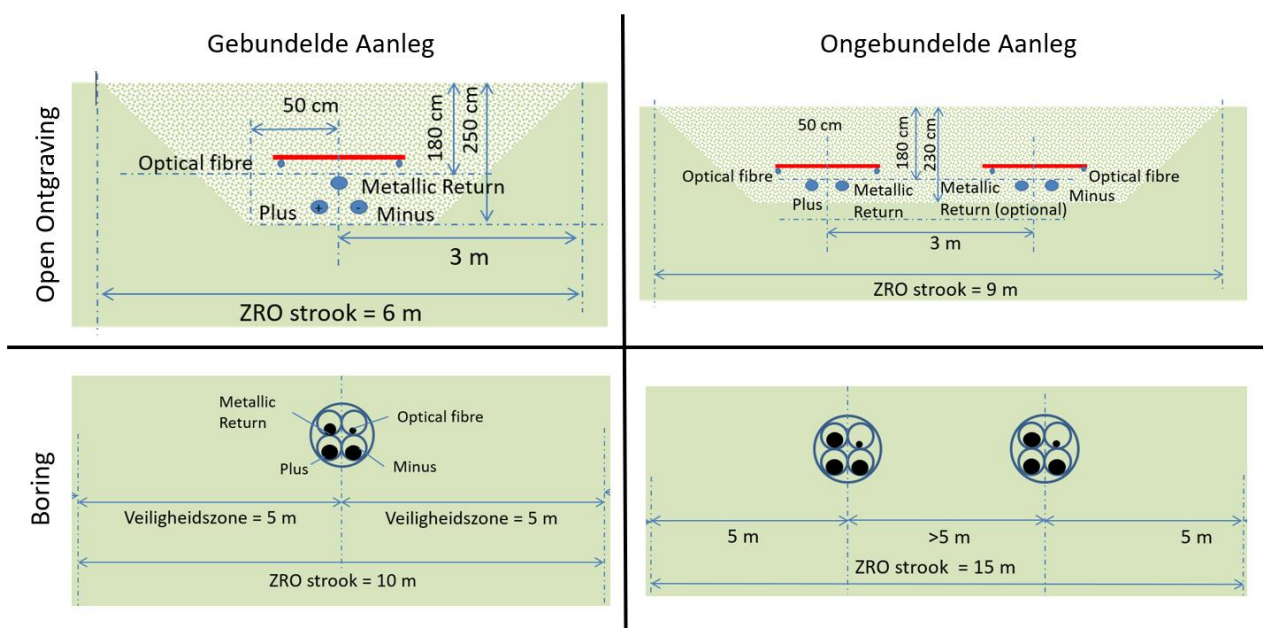 Gebundelde Aanleg
Ongebundelde Aanleg
Open Ontgraving
50 cm
180 cm
250 cm
Optical fibre
Metallic Return
Plus
+
-
Minus
3 m
ZRO strook = 6 m
50 cm
180 cm
230 cm
Optical fibre
Optical fibre
Metallic
Return
Metallic
Return (optional)
Plus
Minus
3 m
ZRO strook = 9 m
Boring
Metallic
Return
Optical fibre
Plus
Minus
Veiligheidszone = 5 m
Veiligheidszone = 5 m
ZRO strook = 10 m
5 m
>5 m
5 m
ZRO strook = 15 m